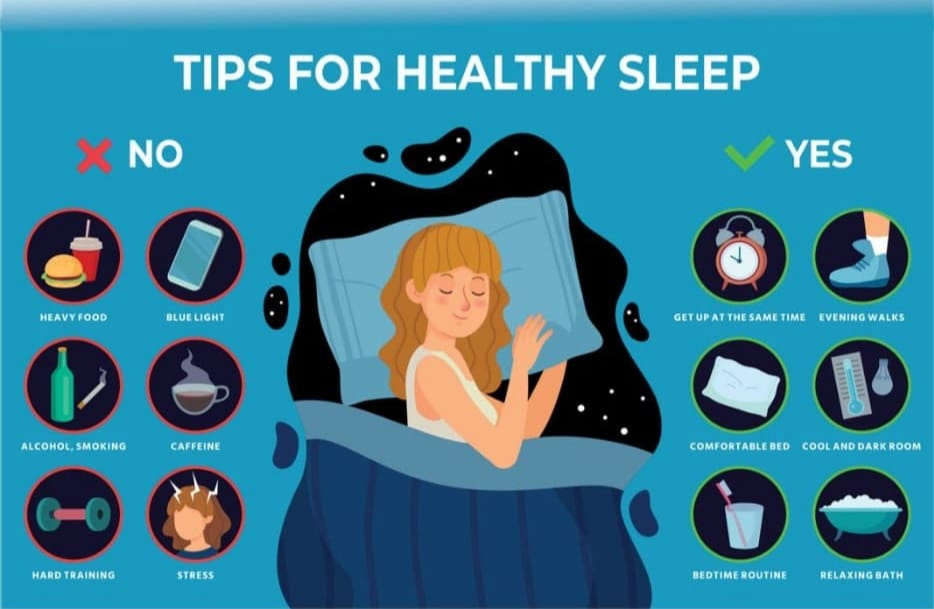 TIPS FOR HEALTHY SLEEP
NO
HEAVY FOOD
BLUE LIGHT
ALCOHOL, SMOKING
CAFFEINE
HARD TRAINING
STRESS
YES
GET UP AT THE SAME TIME
EVENING WALKS
COMFORTABLE BED
COOL AND DARK ROOM
BEDTIME ROUTINE
RELAXING BATH